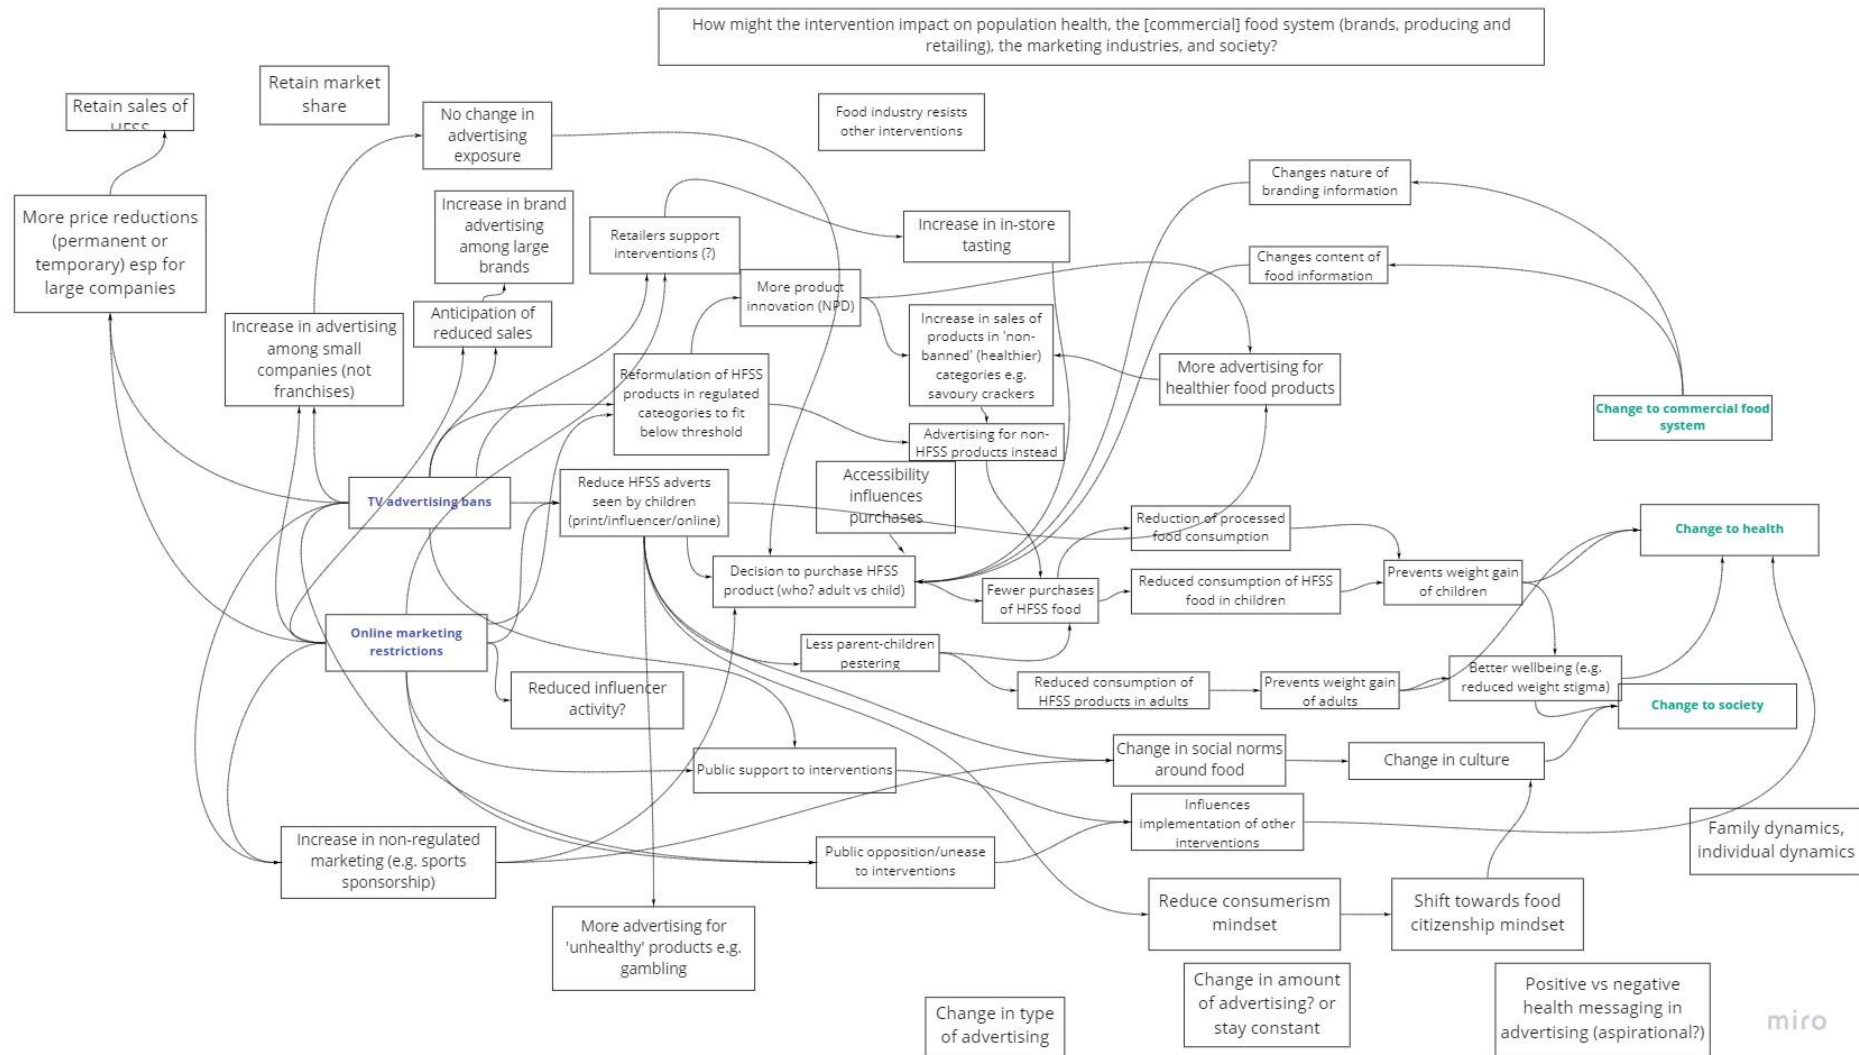 How might the intervention impact on population health, the [commercial] food system (brands, producing and
retailing), the marketing industries, and society?
Retain sales of
HFSS
Retain market
share
No change in
advertising
exposure
Food industry resists
other interventions
Changes nature of
branding information
More price reductions
(permanent or
temporary) esp for
large companies
Increase in brand
advertising
among large
brands
Retailers support
interventions (?)
Increase in in-store
tasting
Changes content of
food information
More product
innovation (NPD)
Anticipation of
reduced sales
Increase in advertising
among small
companies (not
franchises)
Increase in sales of
products in 'non-
banned' (healthier)
categories e.g.
savoury crackers
Reformulation of HFSS
products in regulated
cateogories to fit
below threshold
More advertising for
healthier food products
Change to commercial food
system
Advertising for non-
HFSS products instead
TV advertising bans
Reduce HFSS adverts
seen by children
(print/influencer/online)
Accessibility
influences
purchases
Reduction of processed
food consumption
Change to health
Decision to purchase HFSS
product (who? adult vs child)
Fewer purchases
of HFSS food
Reduced consumption of HFSS
food in children
Prevents weight gain
of children
Online marketing
restrictions
Less parent-children
pestering
Reduced influencer
activity?
Reduced consumption of
HFSS products in adults
Prevents weight gain
of adults
Better wellbeing (e.g.
reduced weight stigma)
Change to society
Public support to interventions
Change in social norms
around food
Change in culture
Influences
implementation of other
interventions
Family dynamics,
individual dynamics
Increase in non-regulated
marketing (e.g. sports
sponsorship)
Public opposition/unease
to interventions
Reduce consumerism
mindset
Shift towards food
citizenship mindset
More advertising for
'unhealthy' products e.g.
gambling
Change in type
of advertising
Change in amount
of advertising? or
stay constant
Positive vs negative
health messaging in
advertising (aspirational?)
miro